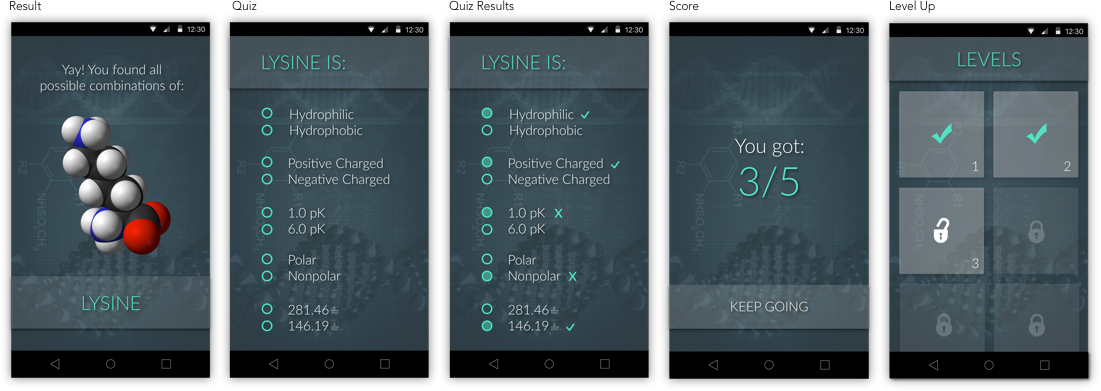 Result
12:30
Yay! You found all
possible combinations of:
LYSINE
Quiz
12:30
LYSINE IS:
Hydrophilic
Hydrophobic
Positive Charged
Negative Charged
1.0 pK
6.0 pK
Polar
Nonpolar
281.46
146.19
Quiz Results
12:30
LYSINE IS:
Hydrophilic ✓
Hydrophobic
Positive Charged ✓
Negative Charged
1.0 pK X
6.0 pK
Polar
Nonpolar X
281.46
146.19 ✓
Score
12:30
You got:
3/5
KEEP GOING
Level Up
12:30
LEVELS
1
2
3